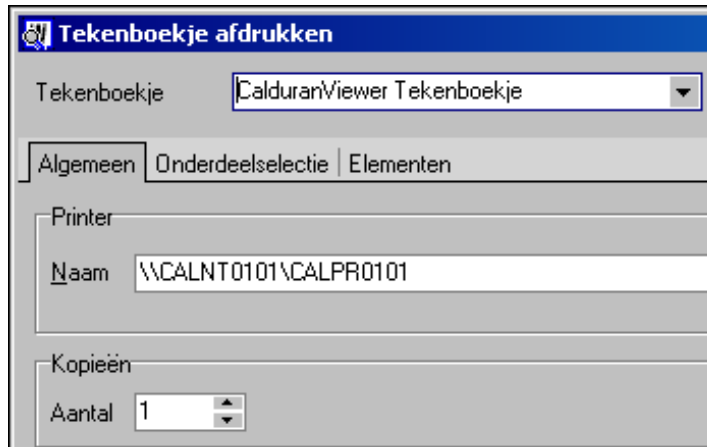 Tekenboekje afdrukken
Tekenboekje CalduranViewer Tekenboekje
Algemeen Onderdeelselectie Elementen
Printer
Naam \\CALNT0101\CALPR0101
Kopieën
Aantal 1